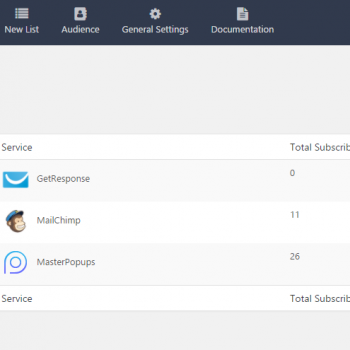 New List Audience General Settings Documentation
Service Total Subscrib
GetResponse 0
MailChimp 11
MasterPopups 26
Service Total Subscrib